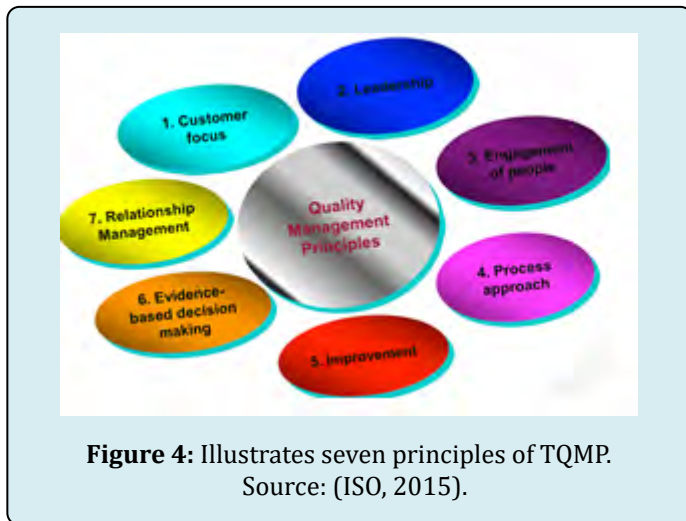 1. Customer
focus
2. Leadership
3. Engagement
of people
4. Process
approach
5. Improvement
6. Evidence-
based decision
making
7. Relationship
Management
Quality
Management
Principles
Figure 4: Illustrates seven principles of TQMP.
Source: (ISO, 2015).